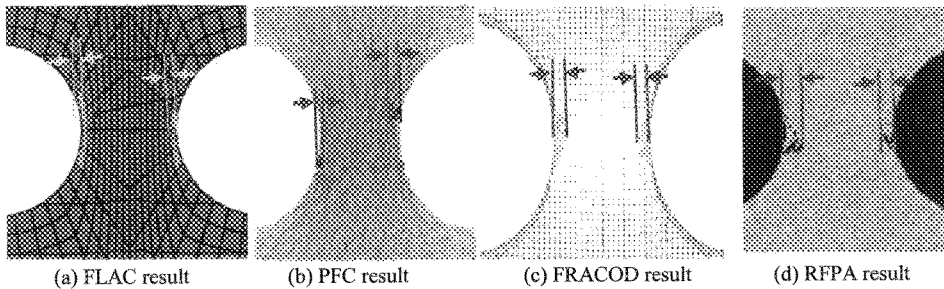 (a) FLAC result
(b) PFC result
(c) FRACOD result
(d) RFPA result